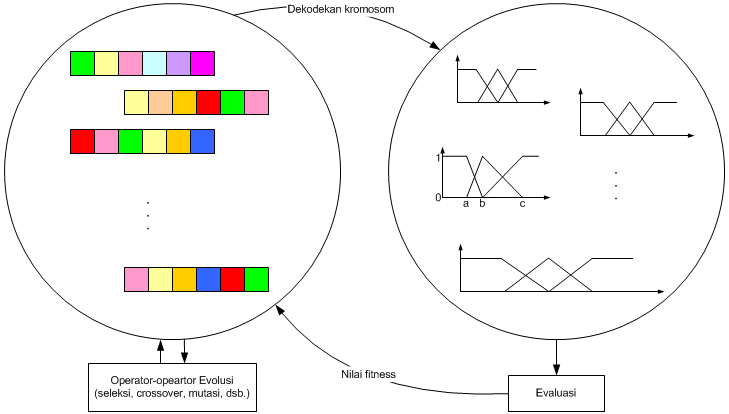 Dekodekan kromosom
1
0
a b c
Nilai fitness
Operator-opeartor Evolusi
(seleksi, crossover, mutasi, dsb.)
Evaluasi